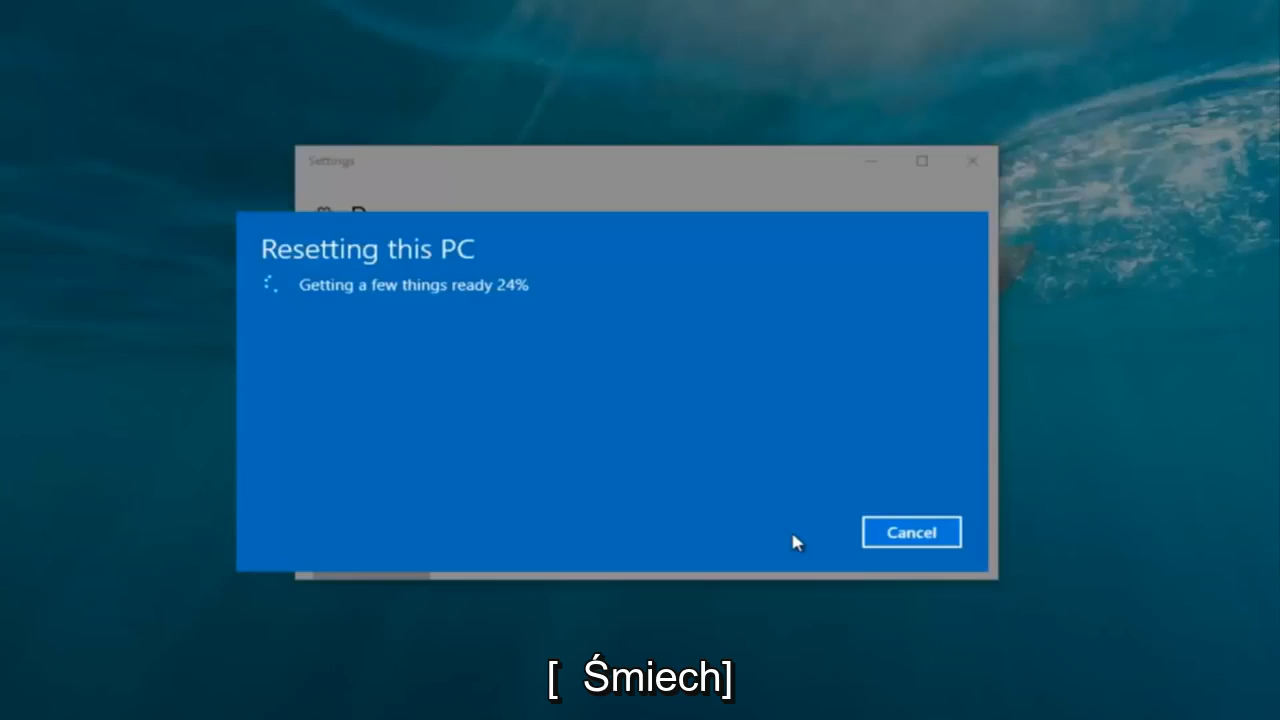 Settings
Resetting this PC
Getting a few things ready 24%
Cancel
[ Śmiech]